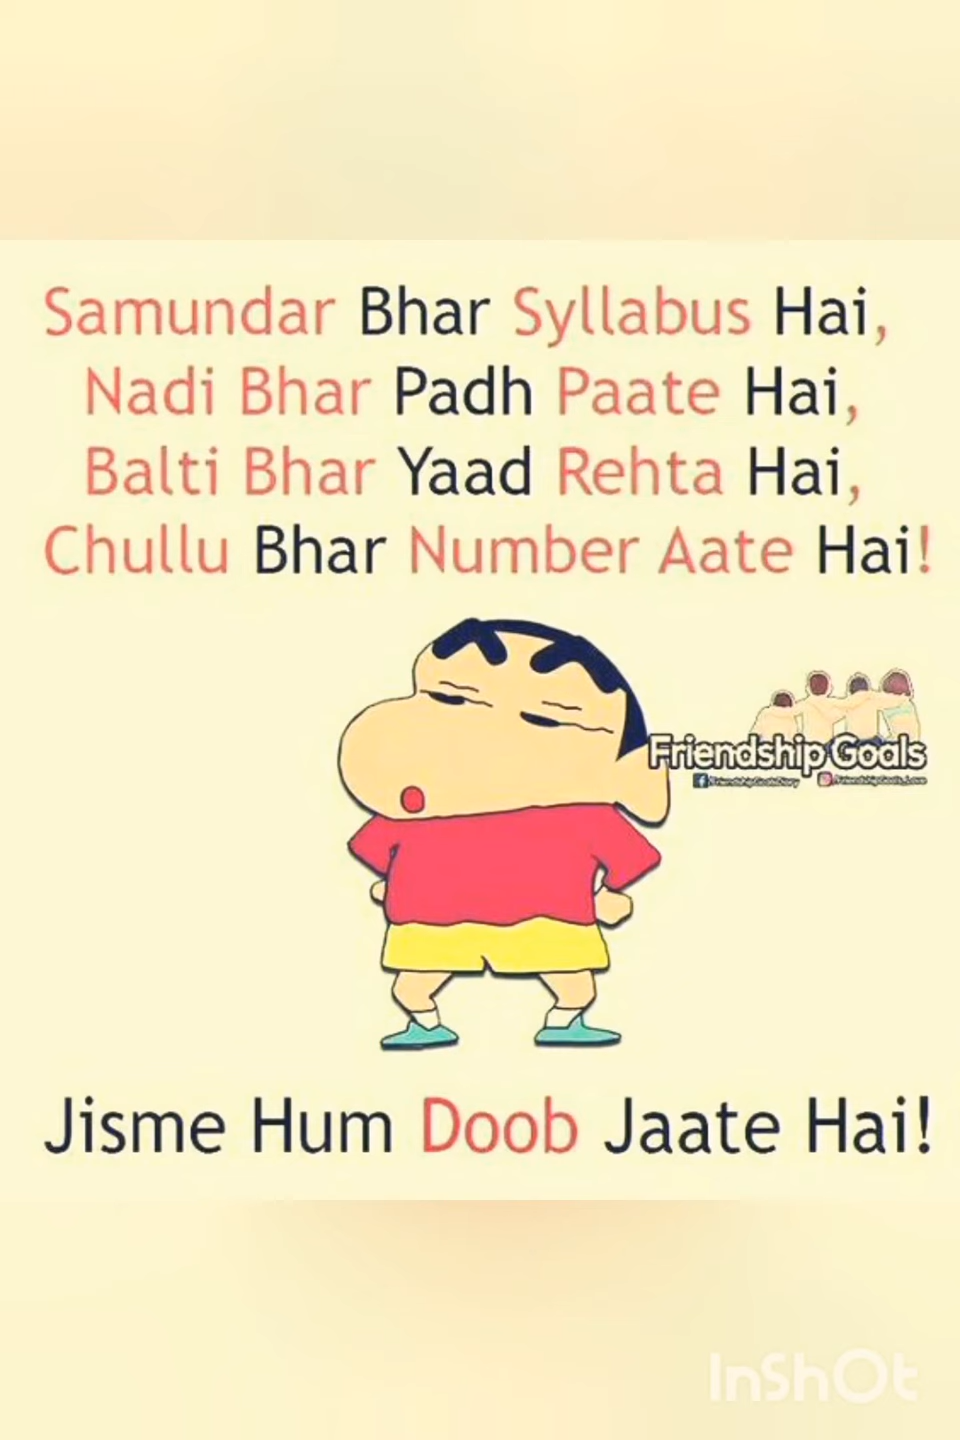 Samundar Bhar Syllabus Hai,
Nadi Bhar Padh Paate Hai,
Balti Bhar Yaad Rehta Hai,
Chullu Bhar Number Aate Hai!
Friendship Goals
Jisme Hum Doob Jaate Hai!
InShOt